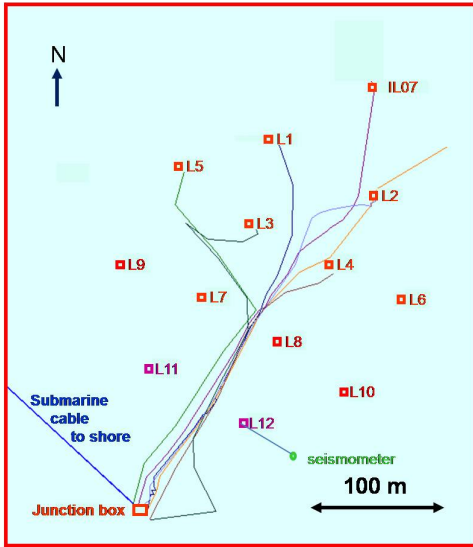 N
IL07
L1
L5
L2
L3
L9
L4
L7
L6
L8
L11
L10
Submarine
cable
to shore
L12
seismometer
100 m
Junction box